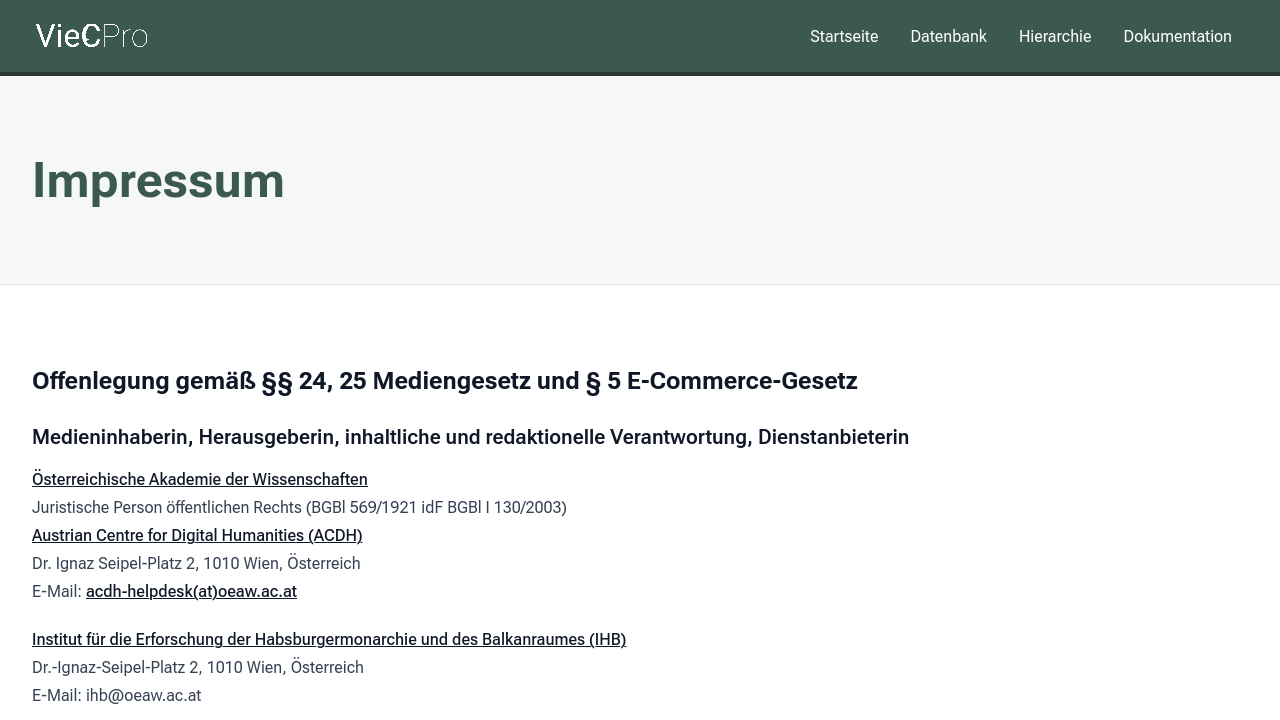 VieCPro
Startseite Datenbank Hierarchie Dokumentation
Impressum
Offenlegung gemäß §§ 24, 25 Mediengesetz und § 5 E-Commerce-Gesetz
Medieninhaberin, Herausgeberin, inhaltliche und redaktionelle Verantwortung, Dienstanbieterin
Österreichische Akademie der Wissenschaften
Juristische Person öffentlichen Rechts (BGBl 569/1921 idF BGBl I 130/2003)
Austrian Centre for Digital Humanities (ACDH)
Dr. Ignaz Seipel-Platz 2, 1010 Wien, Österreich
E-Mail: acdh-helpdesk(at)oeaw.ac.at
Institut für die Erforschung der Habsburgermonarchie und des Balkanraumes (IHB)
Dr.-Ignaz-Seipel-Platz 2, 1010 Wien, Österreich
E-Mail: ihb@oeaw.ac.at